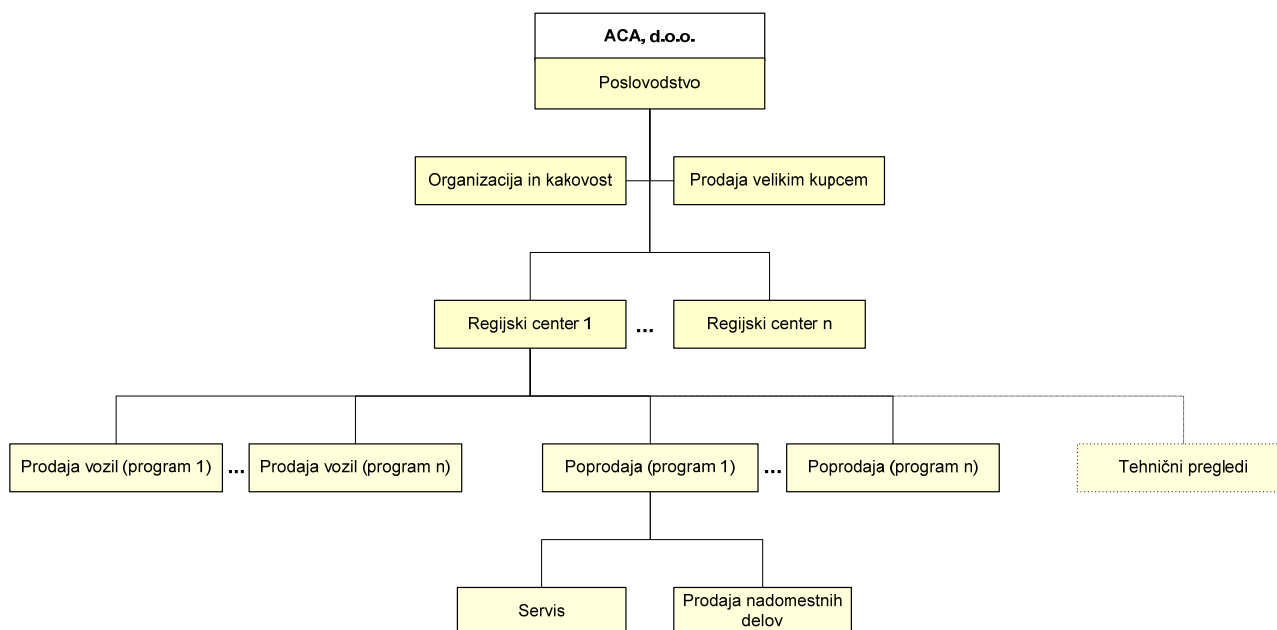 ACA, d.o.o.
Poslovodstvo
Organizacija in kakovost
Prodaja velikim kupcem
Regijski center 1
...
Regijski center n
Prodaja vozil (program 1)
...
Prodaja vozil (program n)
Poprodaja (program 1)
...
Poprodaja (program n)
Tehnični pregledi
Servis
Prodaja nadomestnih
delov